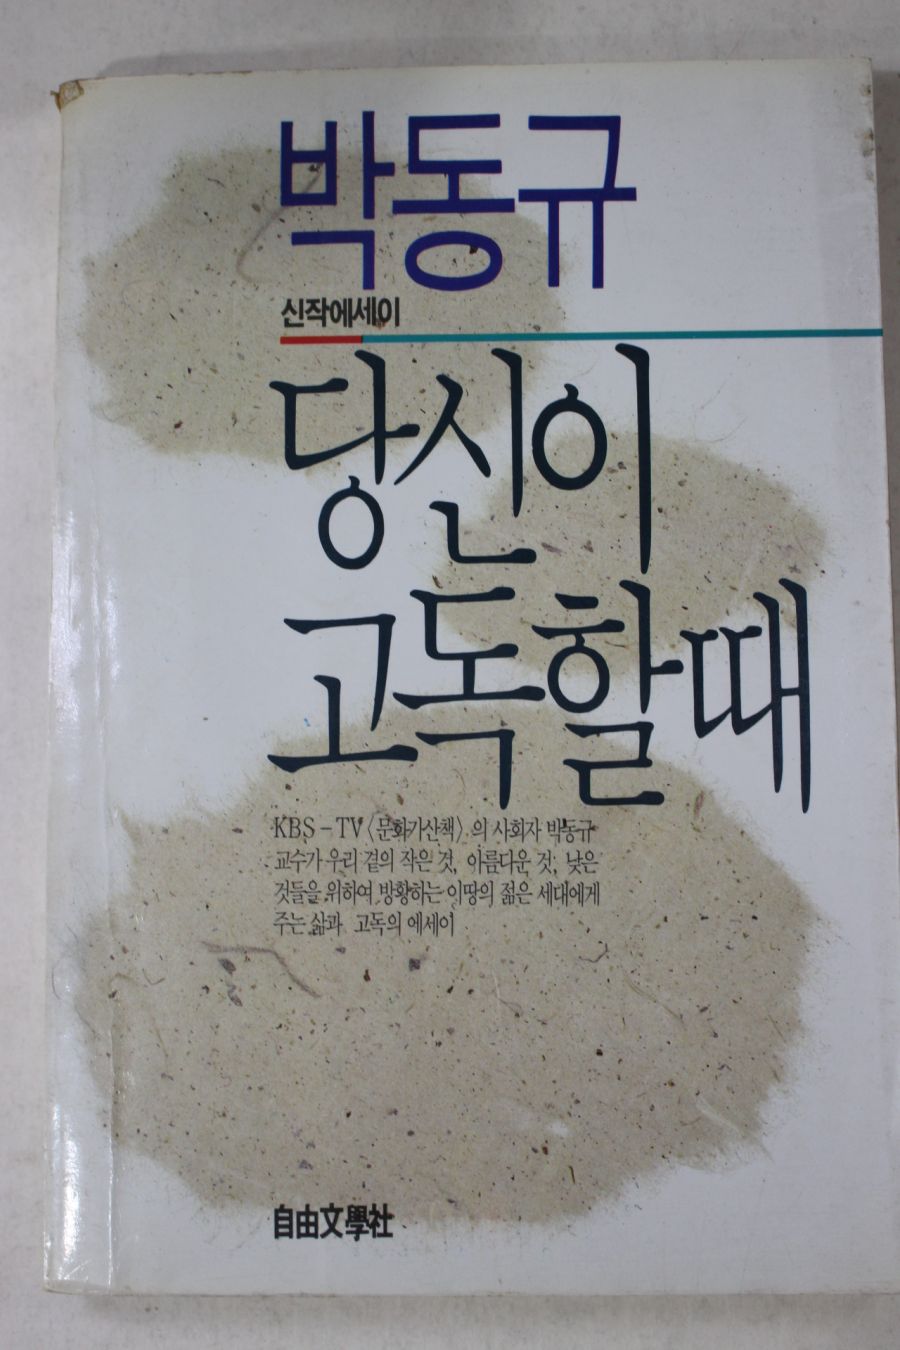 박동규
신작에세이
당신이
고독할때
KBS-TV〈문화가산책〉의 사회자 박동규
교수가 우리 곁의 작은 것, 아름다운 것, 낮은
것들을 위하여 방황하는 이땅의 젊은 세대에게
주는 삶과 고독의 에세이
自由文學社